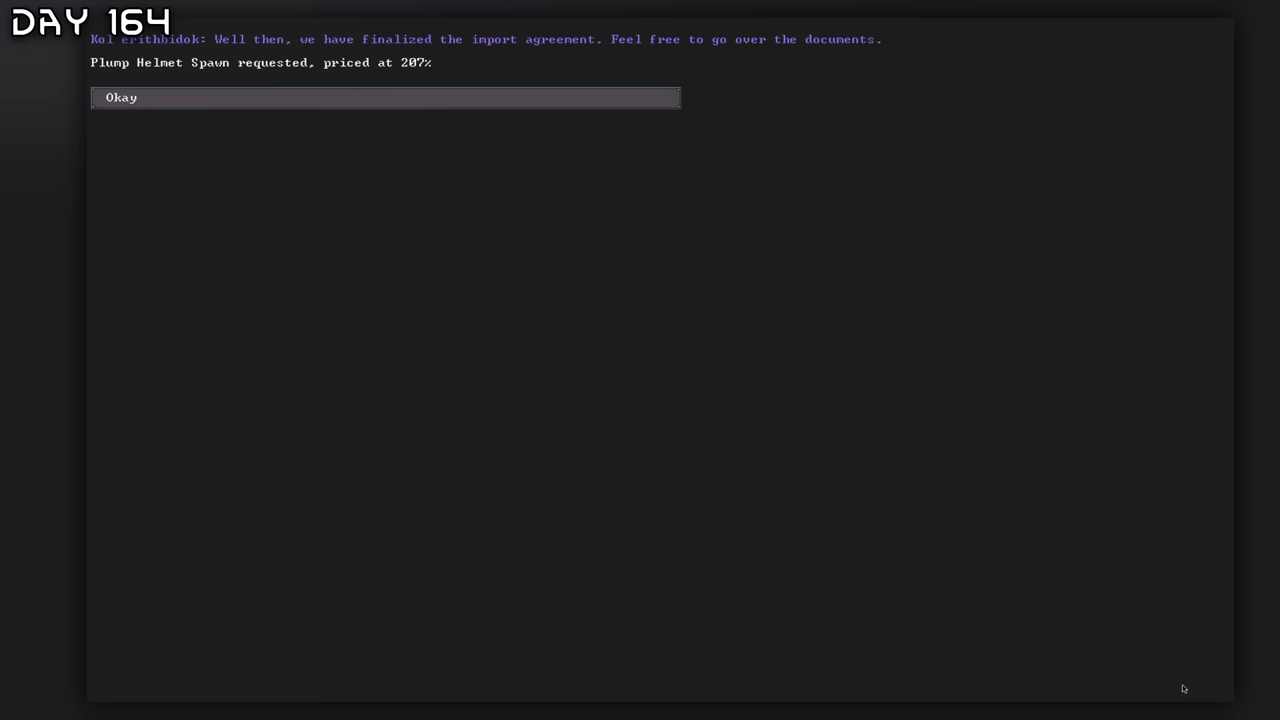 DAY 164
Kol erithbidok: Well then, we have finalized the import agreement. Feel free to go over the documents.
Plump Helmet Spawn requested, priced at 207%
Okay